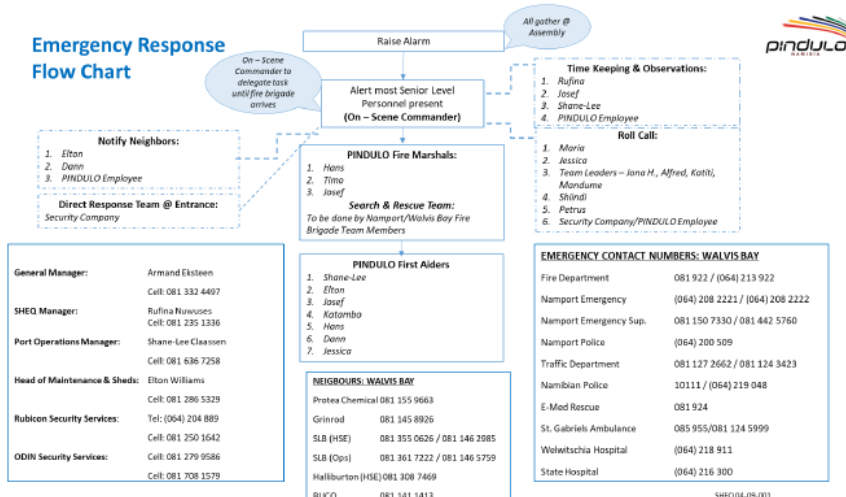 Emergency Response
Flow Chart
Raise Alarm
All gather @
Assembly
PINDULO
NAMIBIA
On – Scene
Commander to
delegate task
until fire brigade
arrives
Alert most Senior Level
Personnel present
(On – Scene Commander)
Time Keeping & Observations:
1. Rufina
2. Josef
3. Shane-Lee
4. PINDULO Employee
Notify Neighbors:
1. Elton
2. Dann
3. PINDULO Employee
Direct Response Team @ Entrance:
Security Company
PINDULO Fire Marshals:
1. Hans
2. Timo
3. Josef
Search & Rescue Team:
To be done by Namport/Walvis Bay Fire
Brigade Team Members
Roll Call:
1. Maria
2. Jessica
3. Team Leaders – Jona H., Alfred, Katiti,
Mandume
4. Shiindi
5. Petrus
6. Security Company/PINDULO Employee
PINDULO First Aiders
1. Shane-Lee
2. Elton
3. Josef
4. Katambo
5. Hans
6. Dann
7. Jessica
General Manager: Armand Eksteen
Cell: 081 332 4497
SHEQ Manager: Rufina Nuwuses
Cell: 081 235 1336
Port Operations Manager: Shane-Lee Claassen
Cell: 081 636 7258
Head of Maintenance & Sheds: Elton Williams
Cell: 081 286 5329
Rubicon Security Services: Tel: (064) 204 889
Cell: 081 250 1642
ODIN Security Services: Cell: 081 279 9586
Cell: 081 708 1579
NEIGBOURS: WALVIS BAY
Protea Chemical 081 155 9663
Grinrod 081 145 8926
SLB (HSE) 081 355 0626 / 081 146 2985
SLB (Ops) 081 361 7222 / 081 146 5759
Halliburton (HSE) 081 308 7469
BUCO 081 141 1413
EMERGENCY CONTACT NUMBERS: WALVIS BAY
Fire Department 081 922 / (064) 213 922
Namport Emergency (064) 208 2221 / (064) 208 2222
Namport Emergency Sup. 081 150 7330 / 081 442 5760
Namport Police (064) 200 509
Traffic Department 081 127 2662 / 081 124 3423
Namibian Police 10111 / (064) 219 048
E-Med Rescue 081 924
St. Gabriels Ambulance 085 955/081 124 5999
Welwitschia Hospital (064) 218 911
State Hospital (064) 216 300
SHEQ 04-09-001